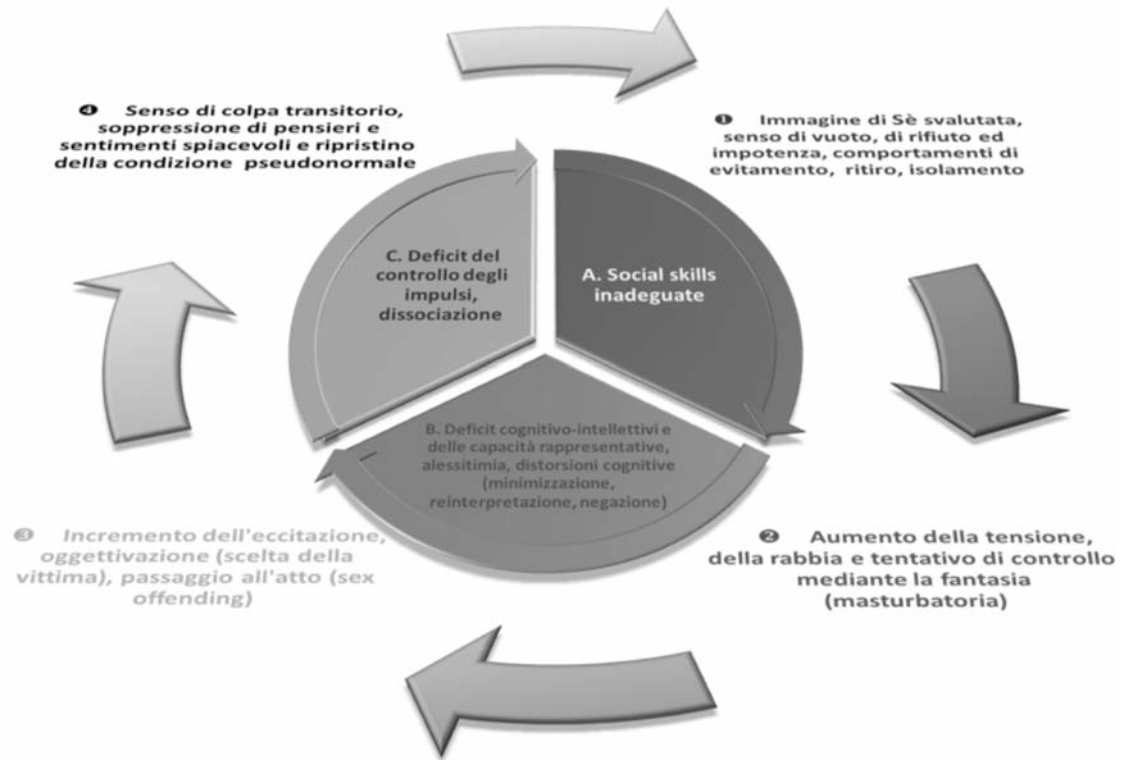 ❹ Senso di colpa transitorio,
soppressione di pensieri e
sentimenti spiacevoli e ripristino
della condizione pseudonormale
❶ Immagine di Sè svalutata,
senso di vuoto, di rifiuto ed
impotenza, comportamenti di
evitamento, ritiro, isolamento
C. Deficit del
controllo degli
impulsi,
dissociazione
A. Social skills
inadeguate
B. Deficit cognitivo-intellettivi e
delle capacità rappresentative,
alessitimia, distorsioni cognitive
(minimizzazione,
reinterpretazione, negazione)
❸ Incremento dell'eccitazione,
oggettivazione (scelta della
vittima), passaggio all'atto (sex
offending)
❷ Aumento della tensione,
della rabbia e tentativo di controllo
mediante la fantasia
(masturbatoria)